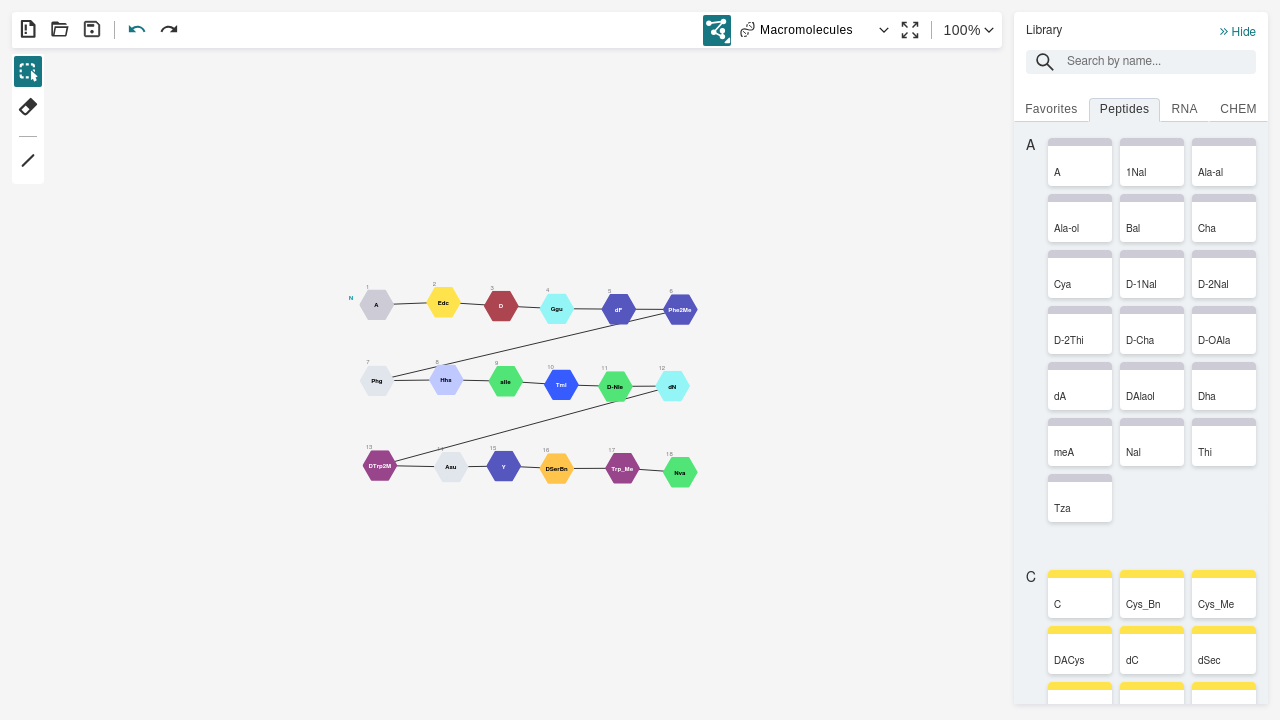 Macromolecules
100%
Library
Hide
Search by name...
Favorites Peptides RNA CHEM
A
A 1Nal Ala-al
Ala-ol Bal Cha
Cya D-1Nal D-2Nal
D-2Thi D-Cha D-OAla
dA DAlaol Dha
meA Nal Thi
Tza
C
C Cys_Bn Cys_Me
DACys dC dSec
1 2 3 4 5 6
N A Edc D Ggu dF Phe2Me
7 8 9 10 11 12
Phg Hha aIle Tml D-Nle dN
13 14 15 16 17 18
DTrp2M Aau Y DSerBn Trp_Me Nva